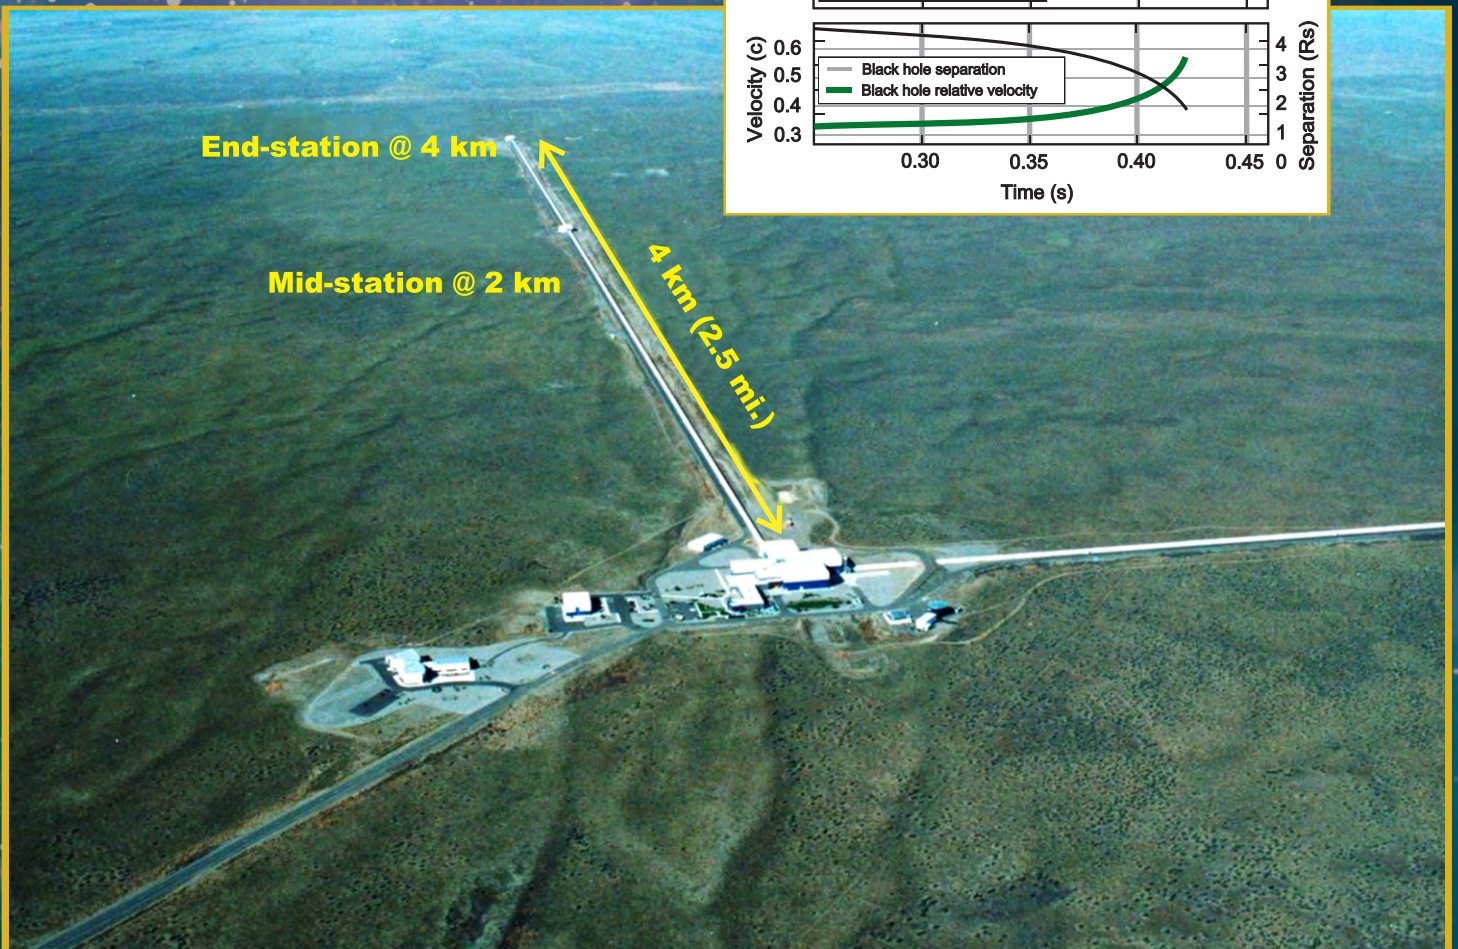 Velocity (c)
0.6
0.5
0.4
0.3
Black hole separation
Black hole relative velocity
4
3
2
1
0
Separation (Rs)
0.30 0.35 0.40 0.45
Time (s)
End-station @ 4 km
Mid-station @ 2 km
4 km (2.5 mi.)